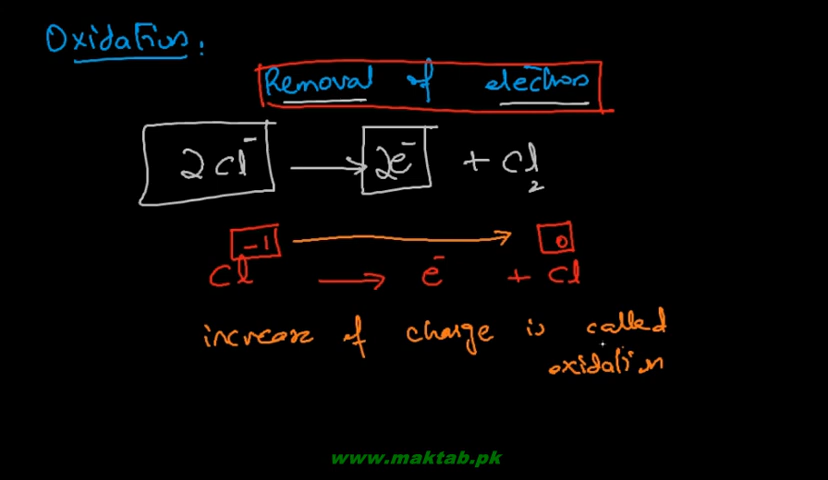 Oxidation:
Removal of electrons
2Cl⁻ → 2e⁻ + Cl₂
-1 → 0
Cl → e⁻ + Cl
increase of charge is called
oxidation
www.maktab.pk